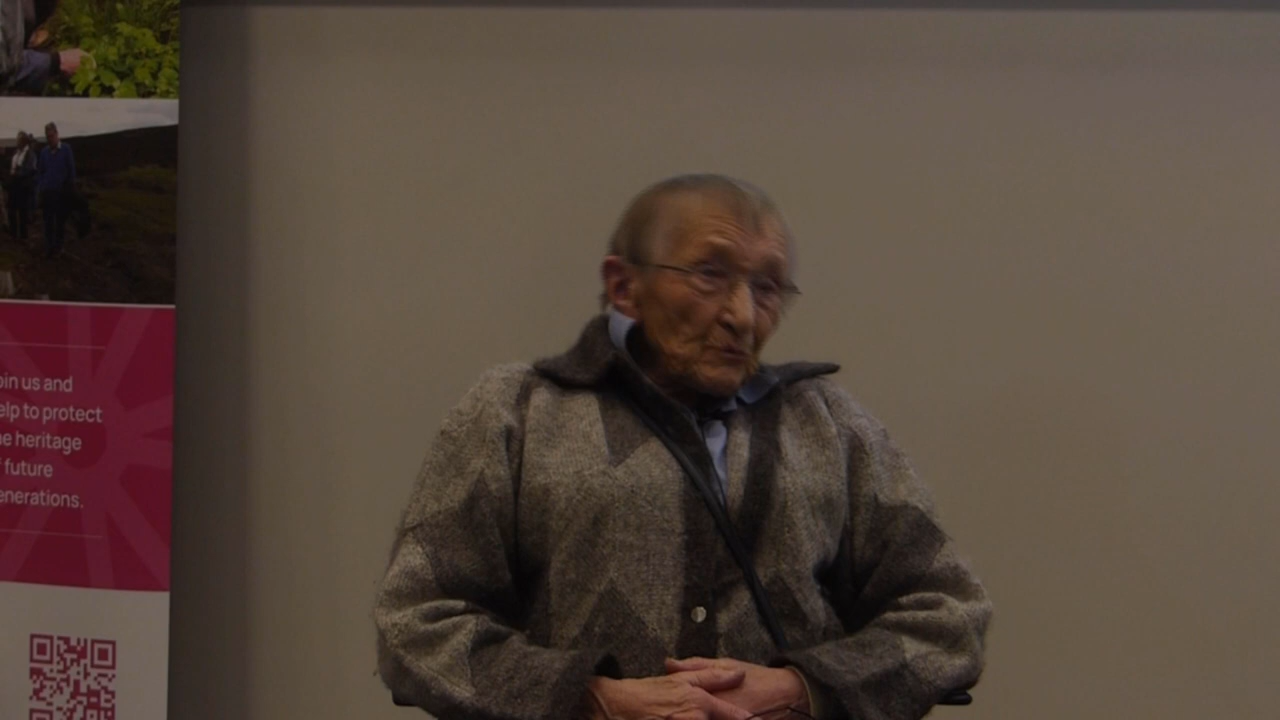 oin us and
elp to protect
e heritage
future
enerations.